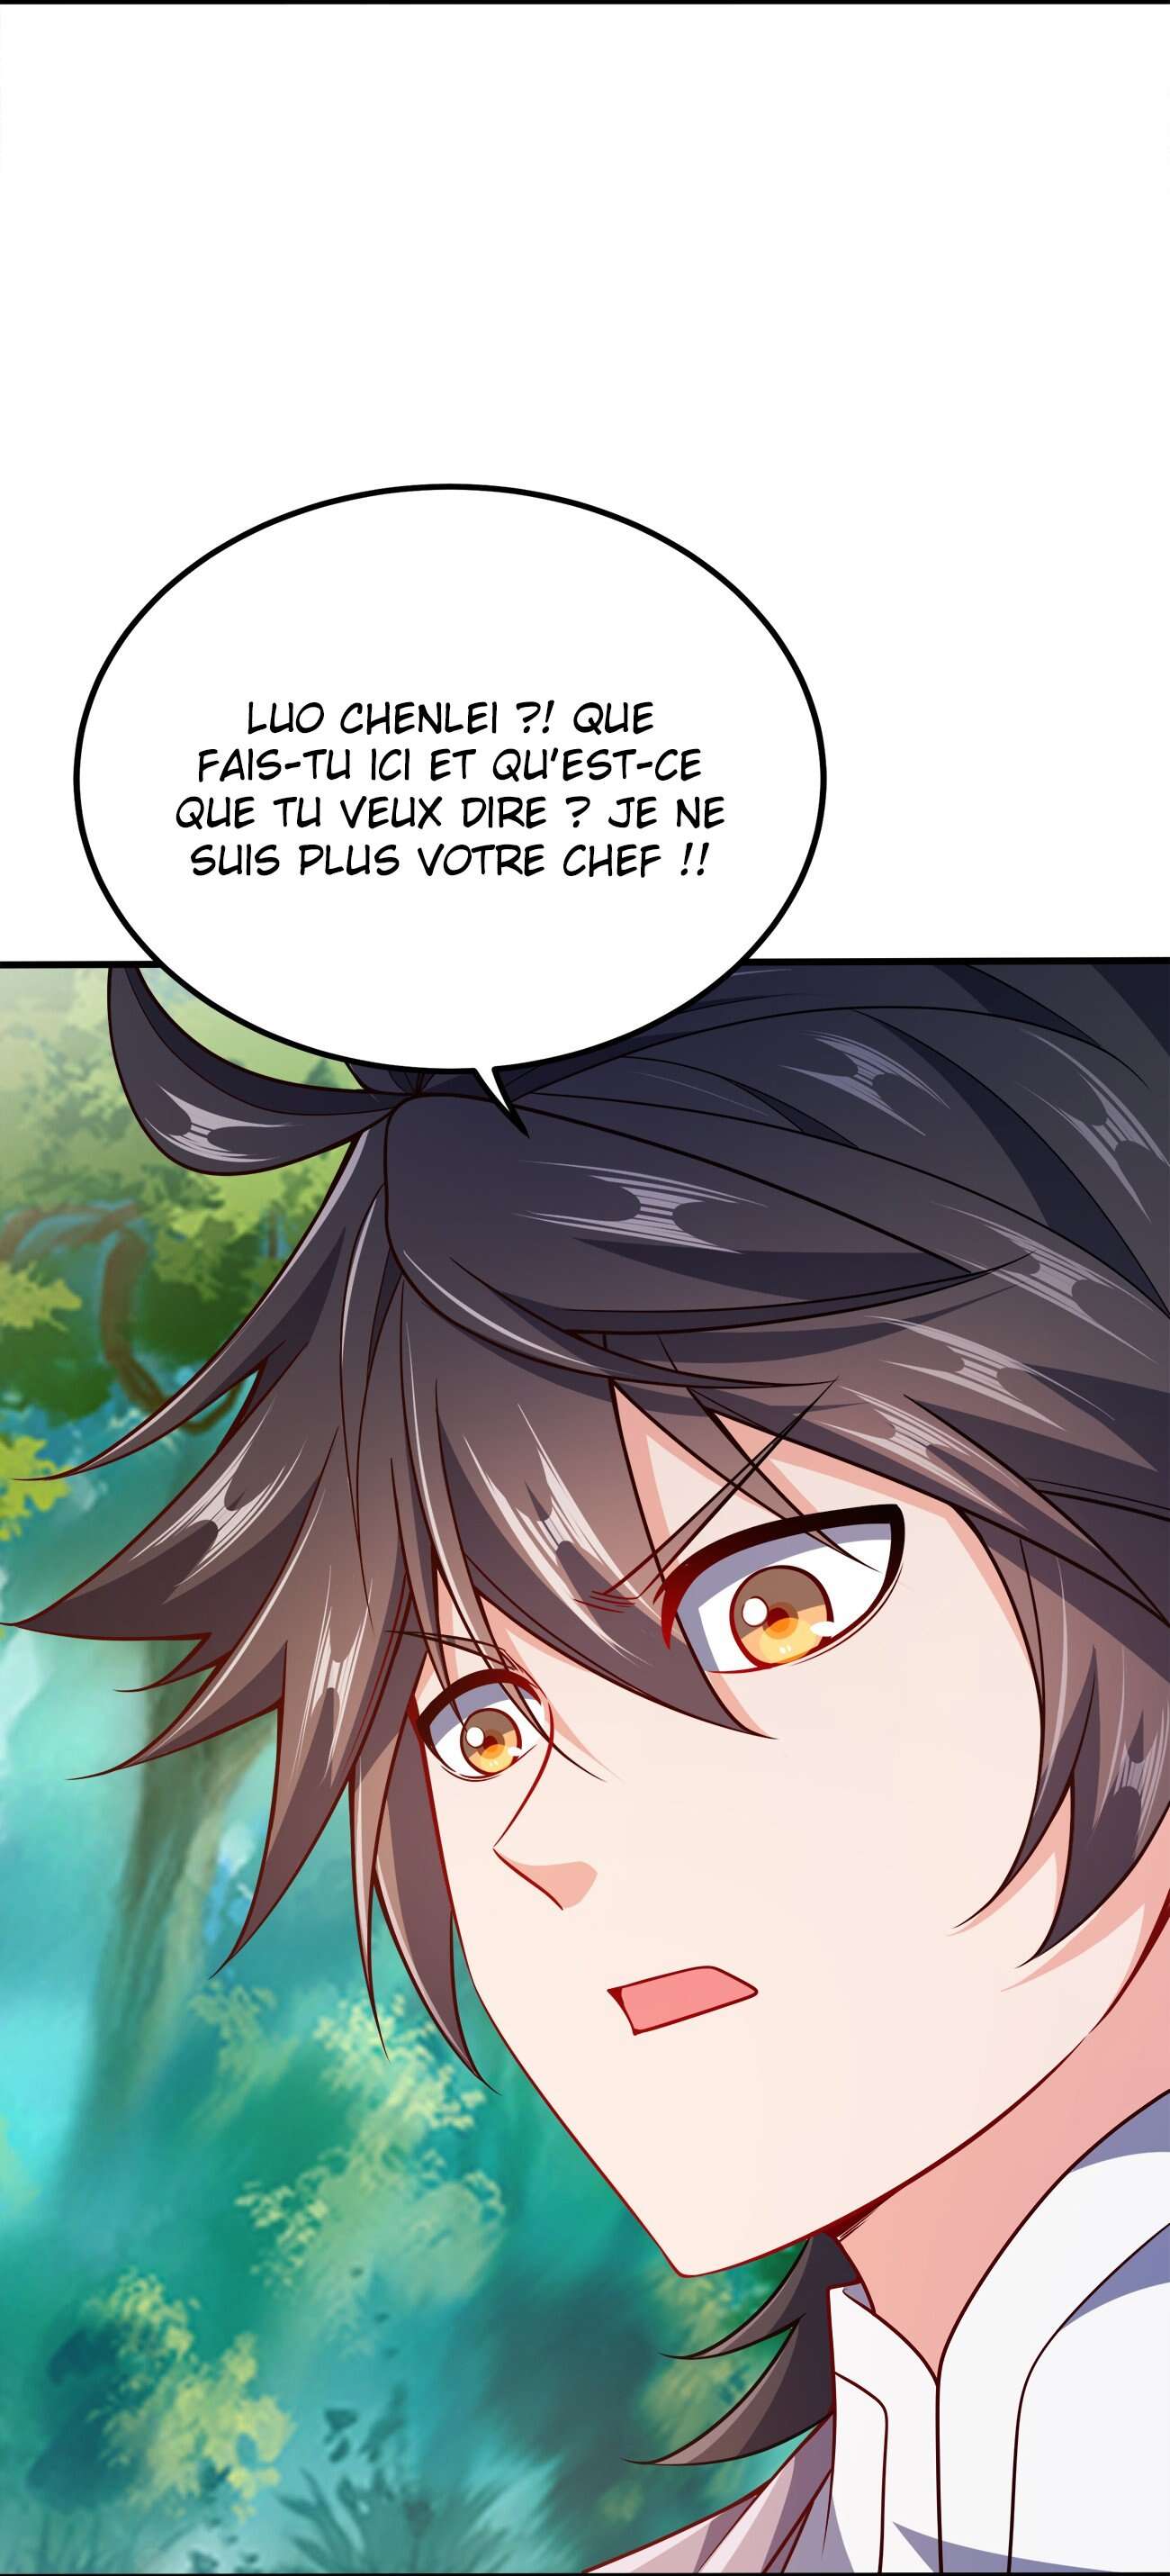 LUO CHENLEI ?! QUE
FAIS-TU ICI ET QU'EST-CE
QUE TU VEUX DIRE ? JE NE
SUIS PLUS VOTRE CHEF !!